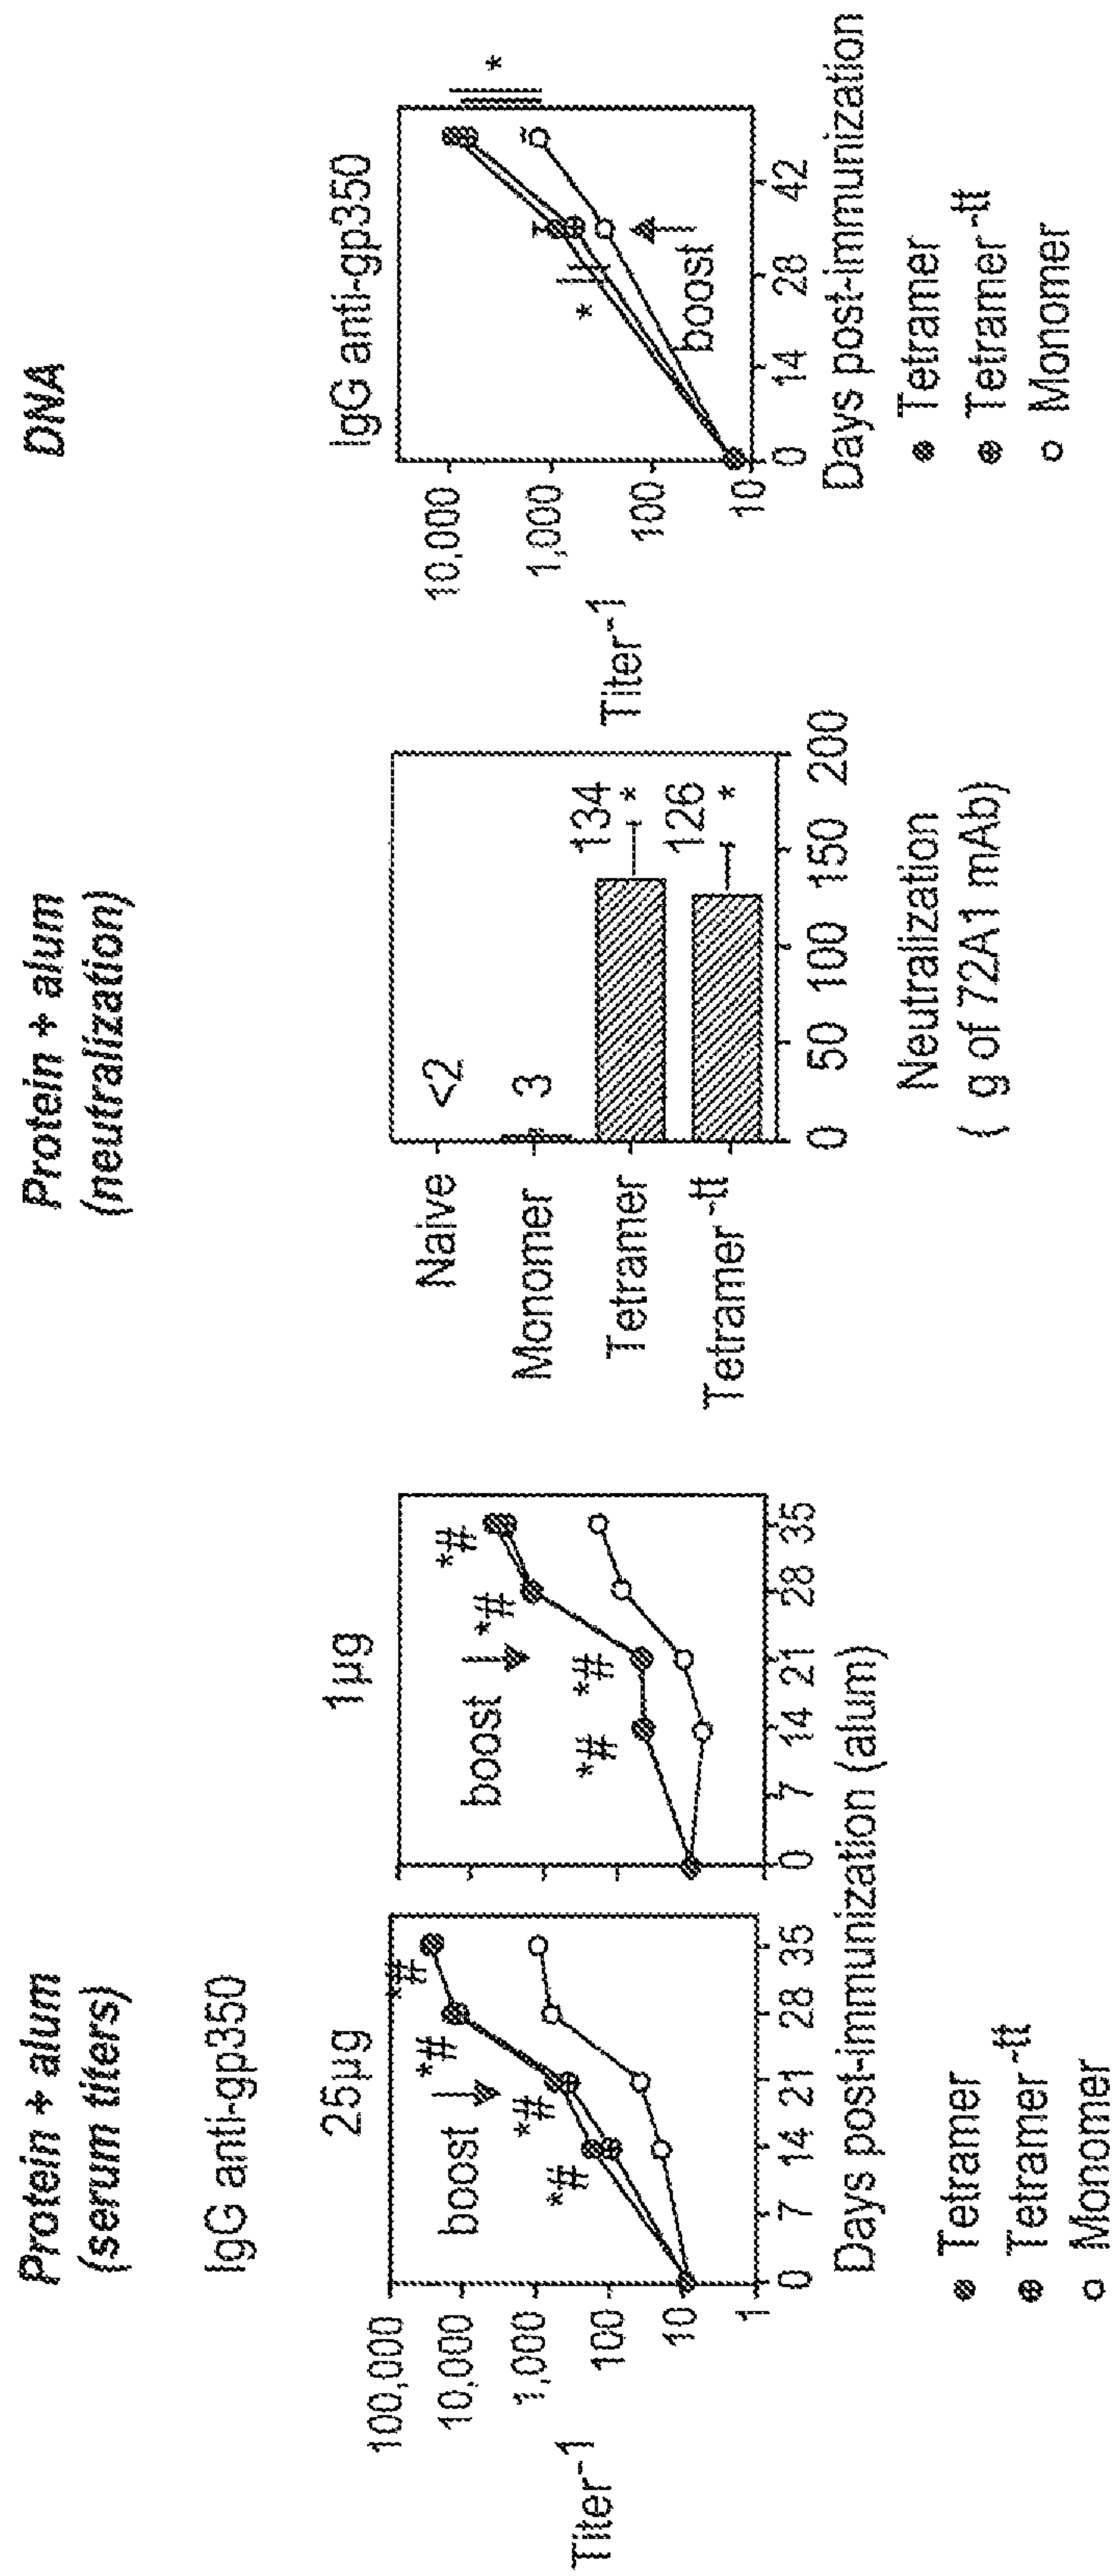 Protein + alum
(serum titers)
IgG anti-gp350
25µg
1µg
Titer-1
100,000
10,000
1,000
100
10
1
boost
*#
*#
*#
*#
0 7 14 21 28 35
boost
*#
*#
*#
*#
0 7 14 21 28 35
Days post-immunization (alum)
Tetramer
Tetramer-tt
Monomer
Protein + alum
(neutralization)
Naive
Monomer
Tetramer
Tetramer-tt
<2
3
134
*
126
*
0 50 100 150 200
Neutralization
( g of 72A1 mAb)
DNA
IgG anti-gp350
Titer-1
10,000
1,000
100
10
*
*
boost
0 14 28 42
Days post-immunization
Tetramer
Tetramer-tt
Monomer